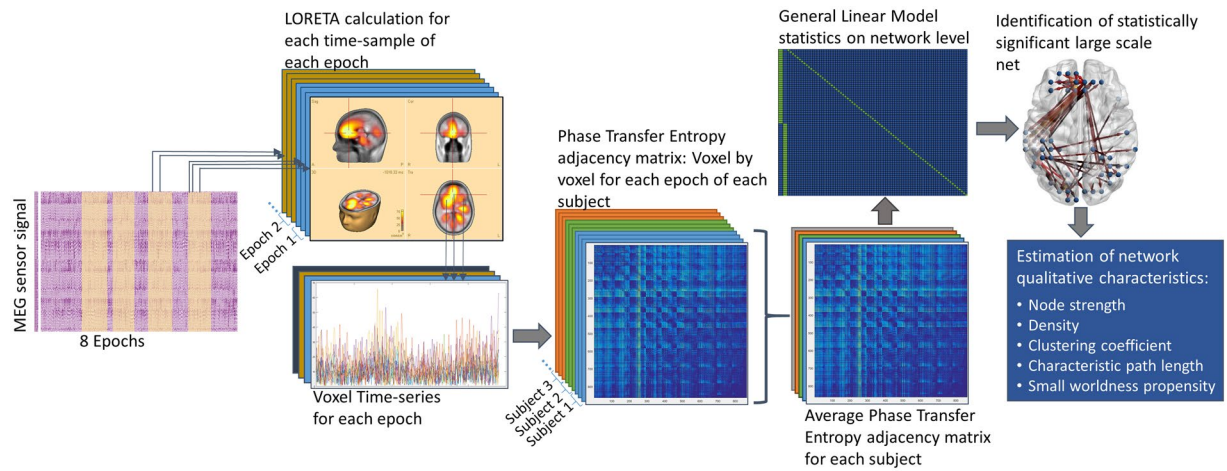 LORETA calculation for
each time-sample of
each epoch
MEG sensor signal
8 Epochs
Epoch 2
Epoch 1
Voxel Time-series
for each epoch
Phase Transfer Entropy
adjacency matrix: Voxel by
voxel for each epoch of each
subject
Subject 3
Subject 2
Subject 1
Average Phase Transfer
Entropy adjacency matrix
for each subject
General Linear Model
statistics on network level
Identification of statistically
significant large scale
net
Estimation of network
qualitative characteristics:
• Node strength
• Density
• Clustering coefficient
• Characteristic path length
• Small worldness propensity